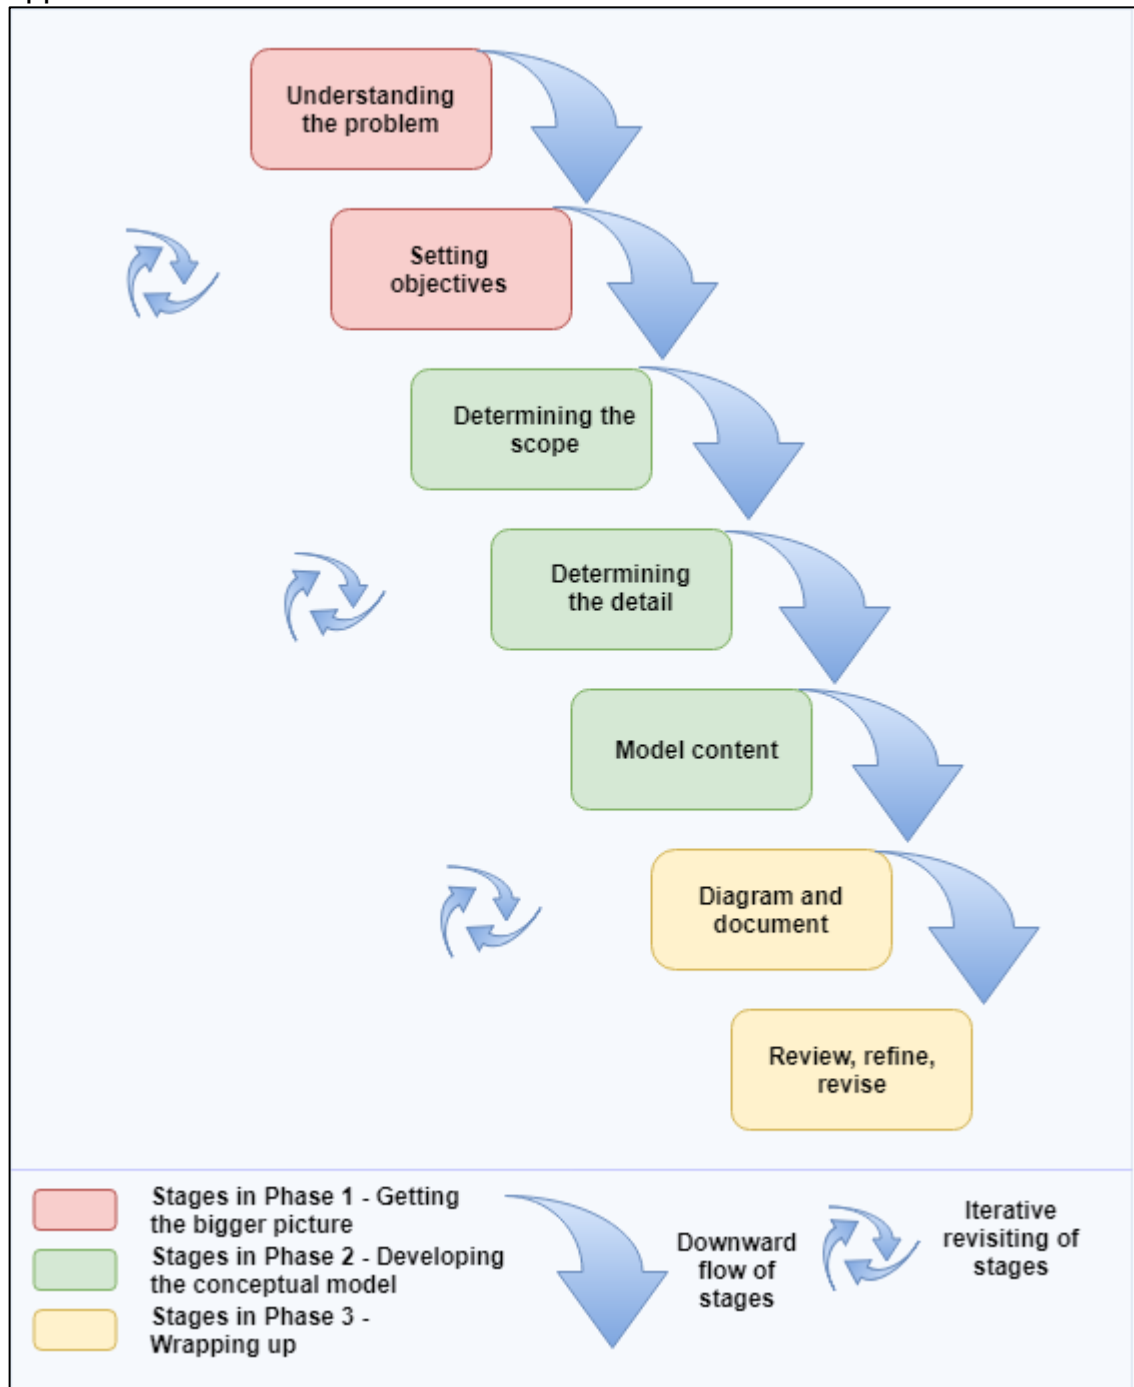 Understanding
the problem
Setting
objectives
Determining the
scope
Determining
the detail
Model content
Diagram and
document
Review, refine,
revise
Stages in Phase 1 - Getting
the bigger picture
Stages in Phase 2 - Developing
the conceptual model
Stages in Phase 3 -
Wrapping up
Downward
flow of
stages
Iterative
revisiting of
stages